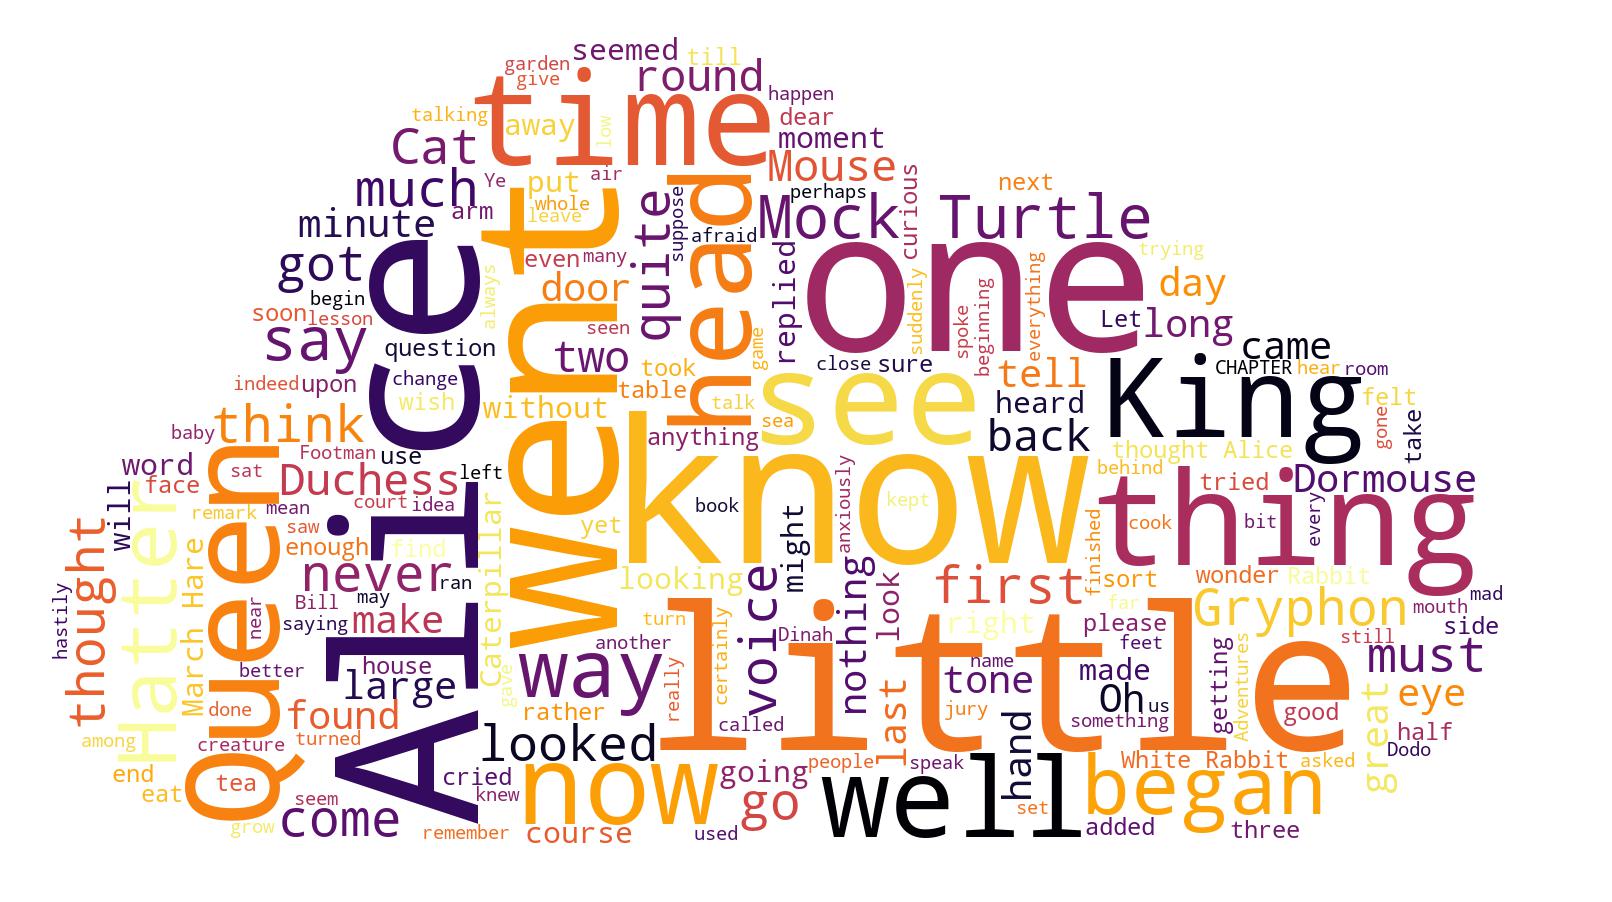 seemed
till
garden
give
round
time
happen
talking
away
low
dear
Cat
moment
Mouse
much
Ye
put
air
perhaps
curious
next
arm
whole
leave
minute
Mock Turtle
head
quite
suppose
afraid
replied
got
Alice
went
even
many
one
trying
always
door
suddenly
everything
day
begin
soon
lesson
seen
spoke
beginning
Let
long
say
question
two
game
close
sure
came
CHAPTER
hear
room
indeed
upon
change
wish
took
table
see
tell
King
without
talk
heard
felt
baby
think
anything
sea
back
gone
take
thought Alice
Footman
use
word
sat
Duchess
left
know
behind
face
tried
Dormouse
will
Hatter
Queen
remark
mean
court
idea
Caterpillar
book
kept
anxiously
thing
thought
saw
yet
might
finished
cook
bit
every
enough
find
March Hare
never
ran
looking
voice
nothing
look
first
sort
wonder
Rabbit
hastily
near
Bill
may
saying
make
turn
certainly
far
Gryphon
mouth
mad
another
Dinah
little
right
please
feet
still
side
better
house
large
gave
way
really
name
tone
made
getting
Adventures
must
done
found
rather
called
last
jury
Oh
us
something
good
great
eye
among
creature
turned
looked
half
Dodo
end
eat
tea
cried
knew
now
going
people
speak
hand
White Rabbit
asked
seem
go
well
set
began
grow
come
remember
course
used
added
three